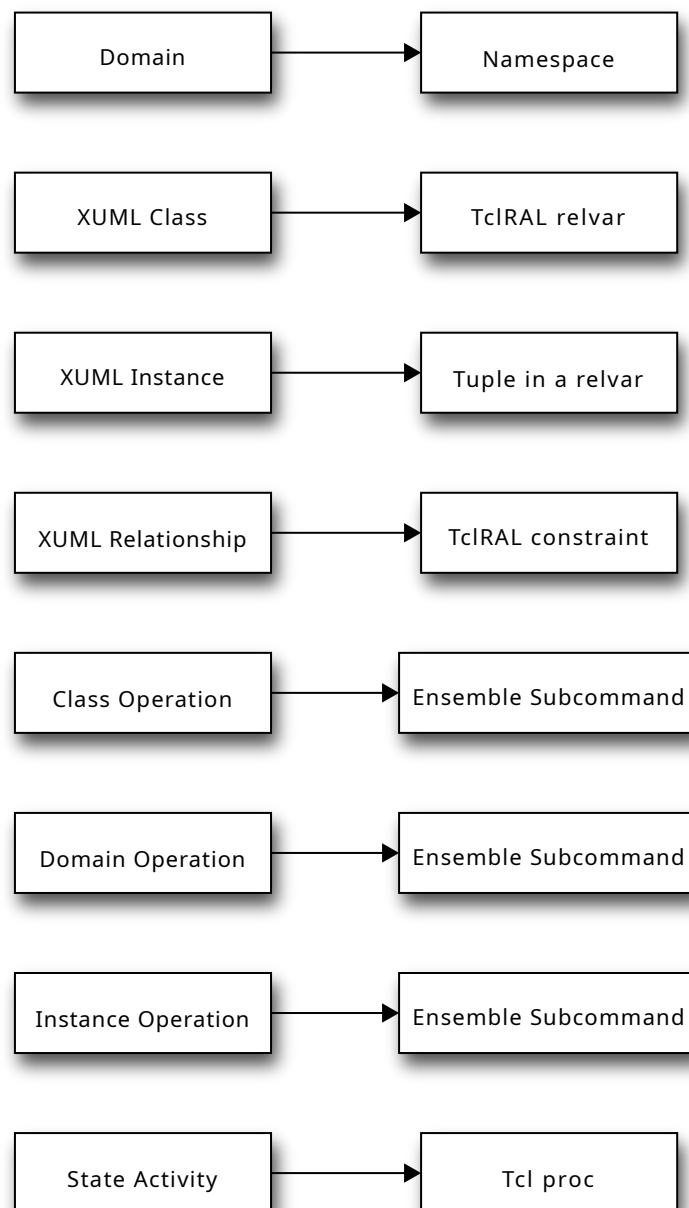 Domain
Namespace
XUML Class
TclRAL relvar
XUML Instance
Tuple in a relvar
XUML Relationship
TclRAL constraint
Class Operation
Ensemble Subcommand
Domain Operation
Ensemble Subcommand
Instance Operation
Ensemble Subcommand
State Activity
Tcl proc